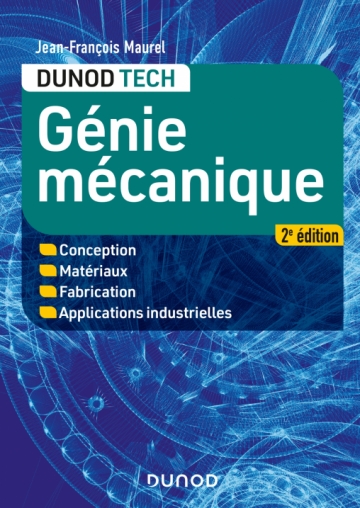 Jean-François Maurel
DUNOD TECH
Génie
mécanique
2e édition
Conception
Matériaux
Fabrication
Applications industrielles
DUNOD